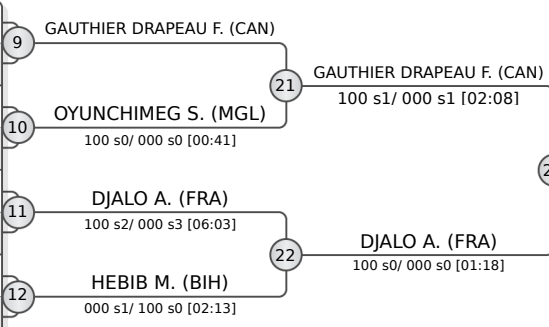 GAUTHIER DRAPEAU F. (CAN)
9
21
GAUTHIER DRAPEAU F. (CAN)
100 s1/ 000 s1 [02:08]
OYUNCHIMEG S. (MGL)
10
100 s0/ 000 s0 [00:41]
2
DJALO A. (FRA)
11
100 s2/ 000 s3 [06:03]
22
DJALO A. (FRA)
100 s0/ 000 s0 [01:18]
HEBIB M. (BIH)
12
000 s1/ 100 s0 [02:13]